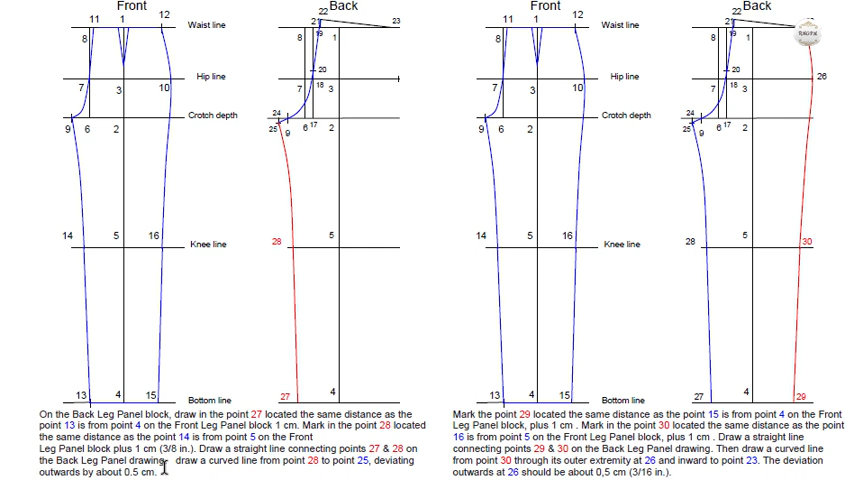 Front
Back
11 1 12
22
21 23
Waist line
8
8 19 1
20
Hip line
7 3 10
7 18 3
Crotch depth
24
9 6 2
25 9 6 17 2
14 5 16
28 5
Knee line
13 4 15
27 4
Bottom line
On the Back Leg Panel block, draw in the point 27 located the same distance as the
point 13 is from point 4 on the Front Leg Panel block 1 cm. Mark in the point 28 located
the same distance as the point 14 is from point 5 on the Front
Leg Panel block plus 1 cm (3/8 in.). Draw a straight line connecting points 27 & 28 on
the Back Leg Panel drawing. draw a curved line from point 28 to point 25, deviating
outwards by about 0.5 cm.
Front
Back
11 1 12
22
21
Waist line
8
8 19 1
20
Hip line
26
7 3 10
7 18 3
Crotch depth
24
9 6 2
25 9 6 17 2
14 5 16
28 5 30
Knee line
13 4 15
27 4 29
Bottom line
Mark the point 29 located the same distance as the point 15 is from point 4 on the Front
Leg Panel block, plus 1 cm . Mark in the point 30 located the same distance as the point
16 is from point 5 on the Front Leg Panel block, plus 1 cm . Draw a straight line
connecting points 29 & 30 on the Back Leg Panel drawing. Then draw a curved line
from point 30 through its outer extremity at 26 and inward to point 23. The deviation
outwards at 26 should be about 0,5 cm (3/16 in.).